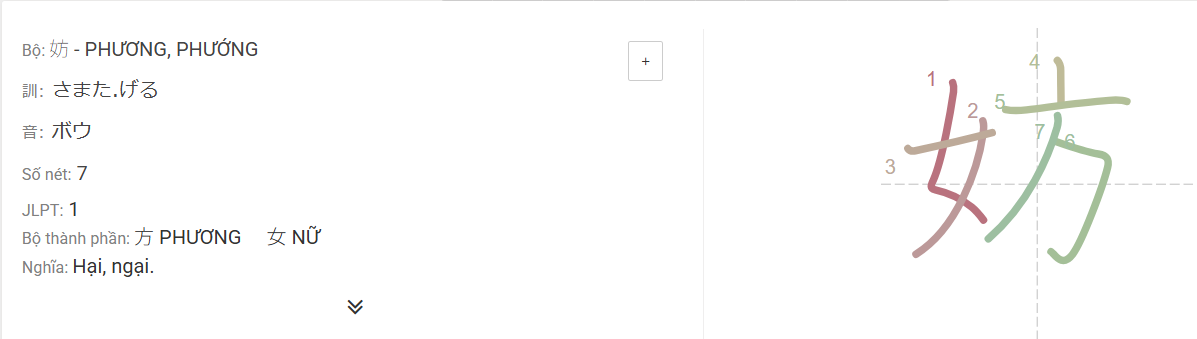 Bộ: 妨 - PHƯƠNG, PHƯỚNG
+
訓: さまた.げる
音: ボウ
Số nét: 7
JLPT: 1
Bộ thành phần: 方 PHƯƠNG 女 NỮ
Nghĩa: Hại, ngại.
妨
1
2
3
4
5
6
7